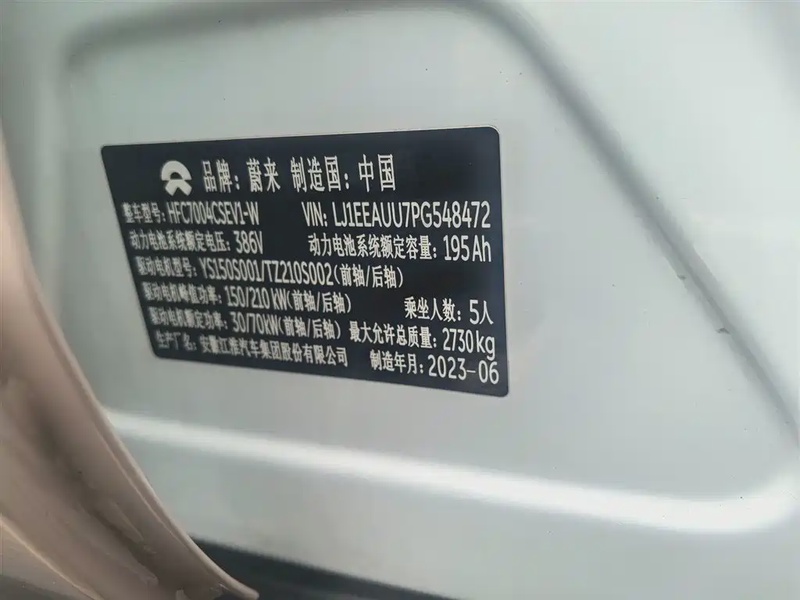 品牌：蔚来 制造国：中国
整车型号：HFC7004CSEV1-W VIN：LJ1EEAUU7PG548472
动力电池系统额定电压：386V 动力电池系统额定容量：195Ah
驱动电机型号：YS150S001/TZ210S002(前轴/后轴)
驱动电机峰值功率：150/210kW(前轴/后轴) 乘坐人数：5人
驱动电机额定功率：30/70kW(前轴/后轴) 最大允许总质量：2730kg
生产厂名：安徽江淮汽车集团股份有限公司 制造年月：2023-06